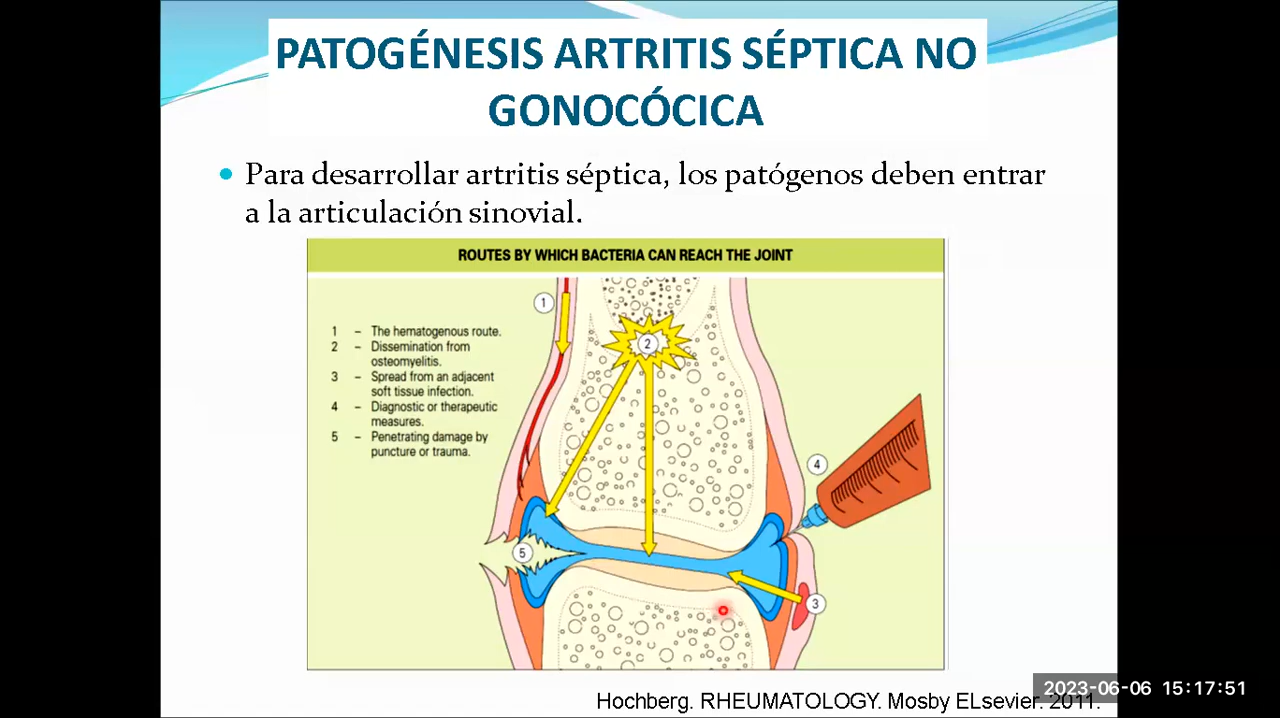 PATOGÉNESIS ARTRITIS SÉPTICA NO
GONOCÓCICA
Para desarrollar artritis séptica, los patógenos deben entrar
a la articulación sinovial.
ROUTES BY WHICH BACTERIA CAN REACH THE JOINT
1 – The hematogenous route.
2 – Dissemination from
osteomyelitis.
3 – Spread from an adjacent
soft tissue infection.
4 – Diagnostic or therapeutic
measures.
5 – Penetrating damage by
puncture or trauma.
1
2
4
5
3
Hochberg. RHEUMATOLOGY. Mosby ELsevier. 2011.
2023-06-06 15:17:51